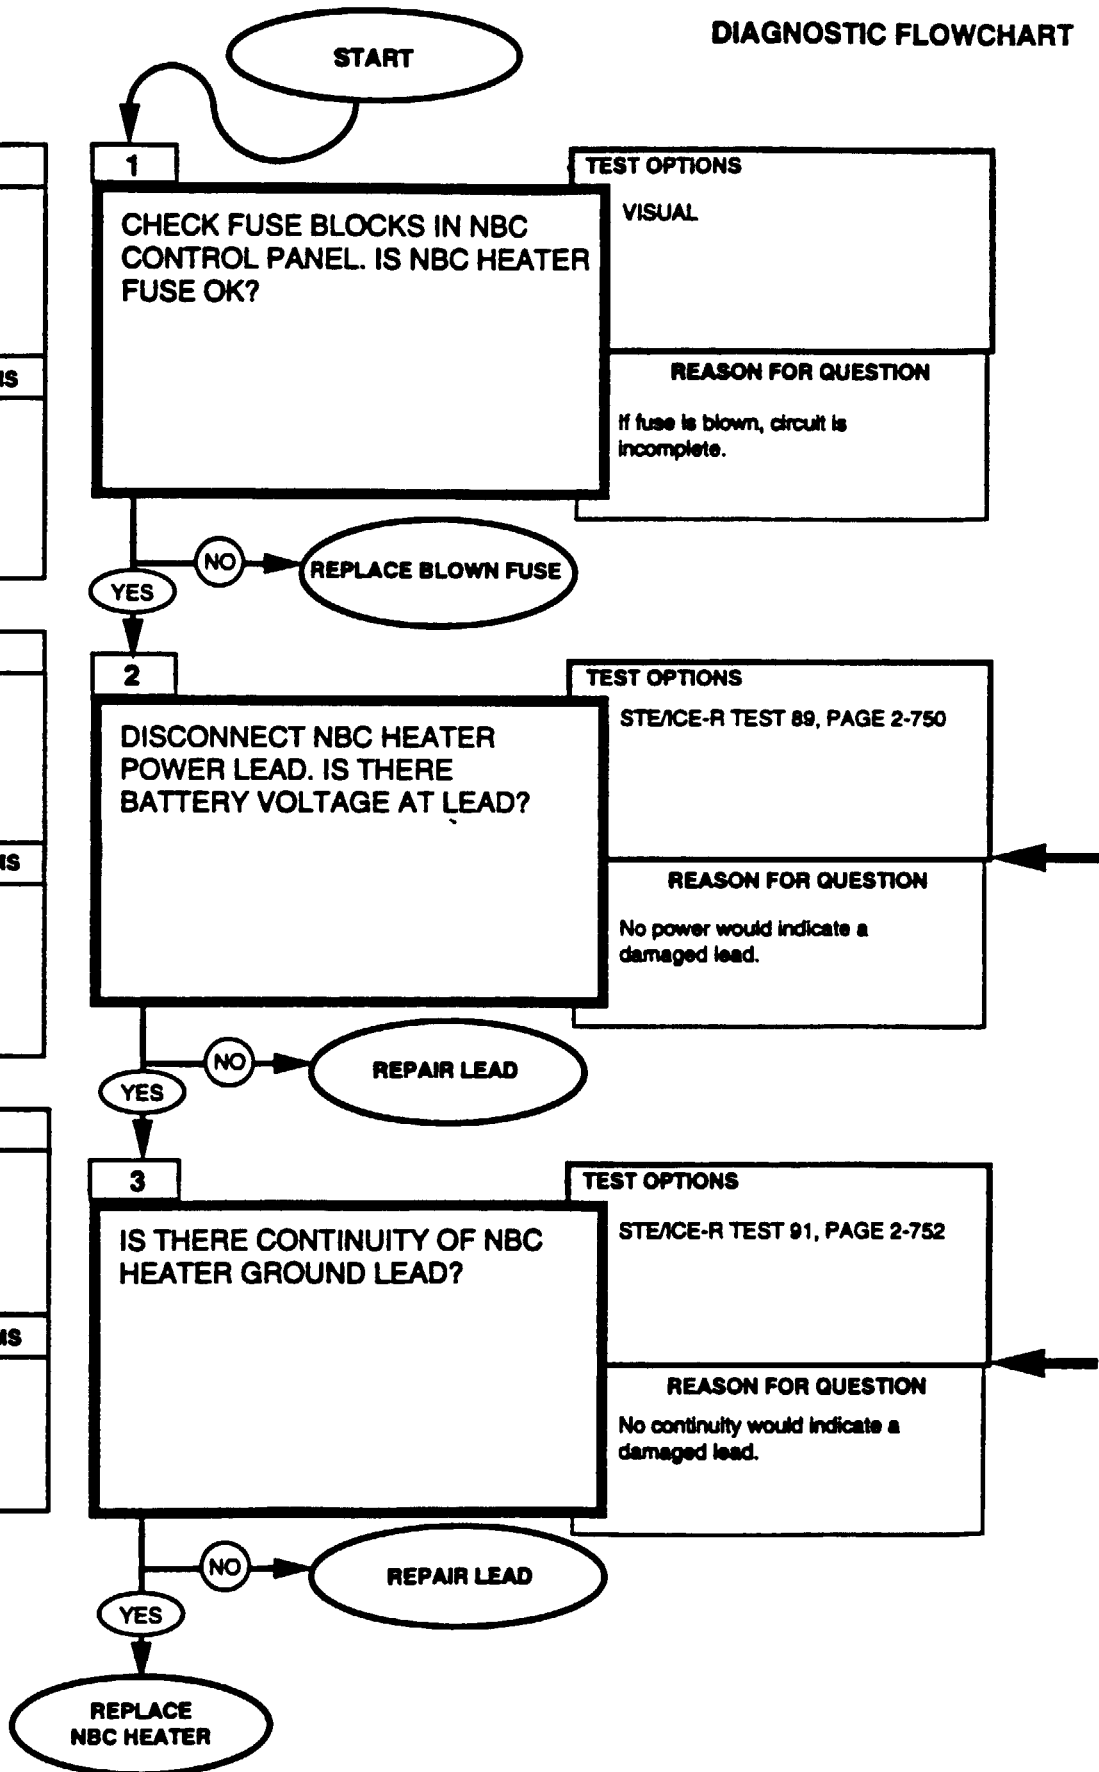 DIAGNOSTIC FLOWCHART
START
1
CHECK FUSE BLOCKS IN NBC
CONTROL PANEL. IS NBC HEATER
FUSE OK?
TEST OPTIONS
VISUAL
REASON FOR QUESTION
If fuse is blown, circuit is
incomplete.
NO
REPLACE BLOWN FUSE
YES
2
DISCONNECT NBC HEATER
POWER LEAD. IS THERE
BATTERY VOLTAGE AT LEAD?
TEST OPTIONS
STE/ICE-R TEST 89, PAGE 2-750
REASON FOR QUESTION
No power would indicate a
damaged lead.
NO
REPAIR LEAD
YES
3
IS THERE CONTINUITY OF NBC
HEATER GROUND LEAD?
TEST OPTIONS
STE/ICE-R TEST 91, PAGE 2-752
REASON FOR QUESTION
No continuity would indicate a
damaged lead.
NO
REPAIR LEAD
YES
REPLACE
NBC HEATER